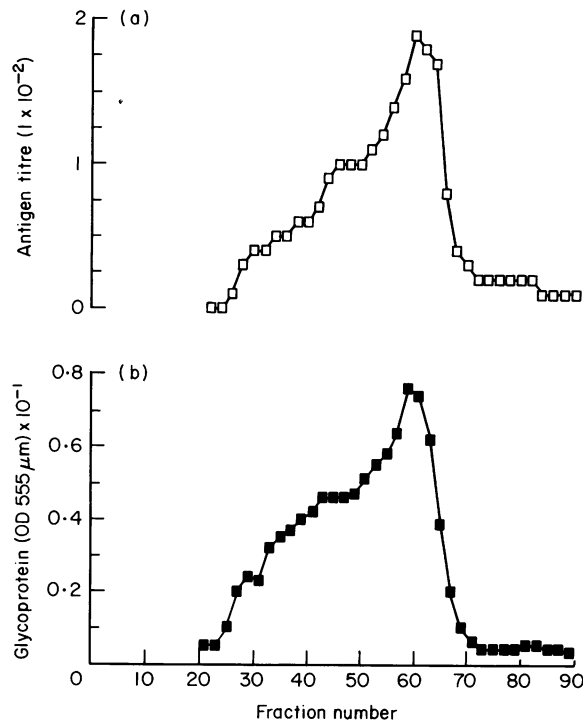 (a)
2
1
0
Antigen titre (1 x 10⁻²)
(b)
0·8
0·6
0·4
0·2
0
Glycoprotein (OD 555 μm) x 10⁻¹
10 20 30 40 50 60 70 80 90
Fraction number